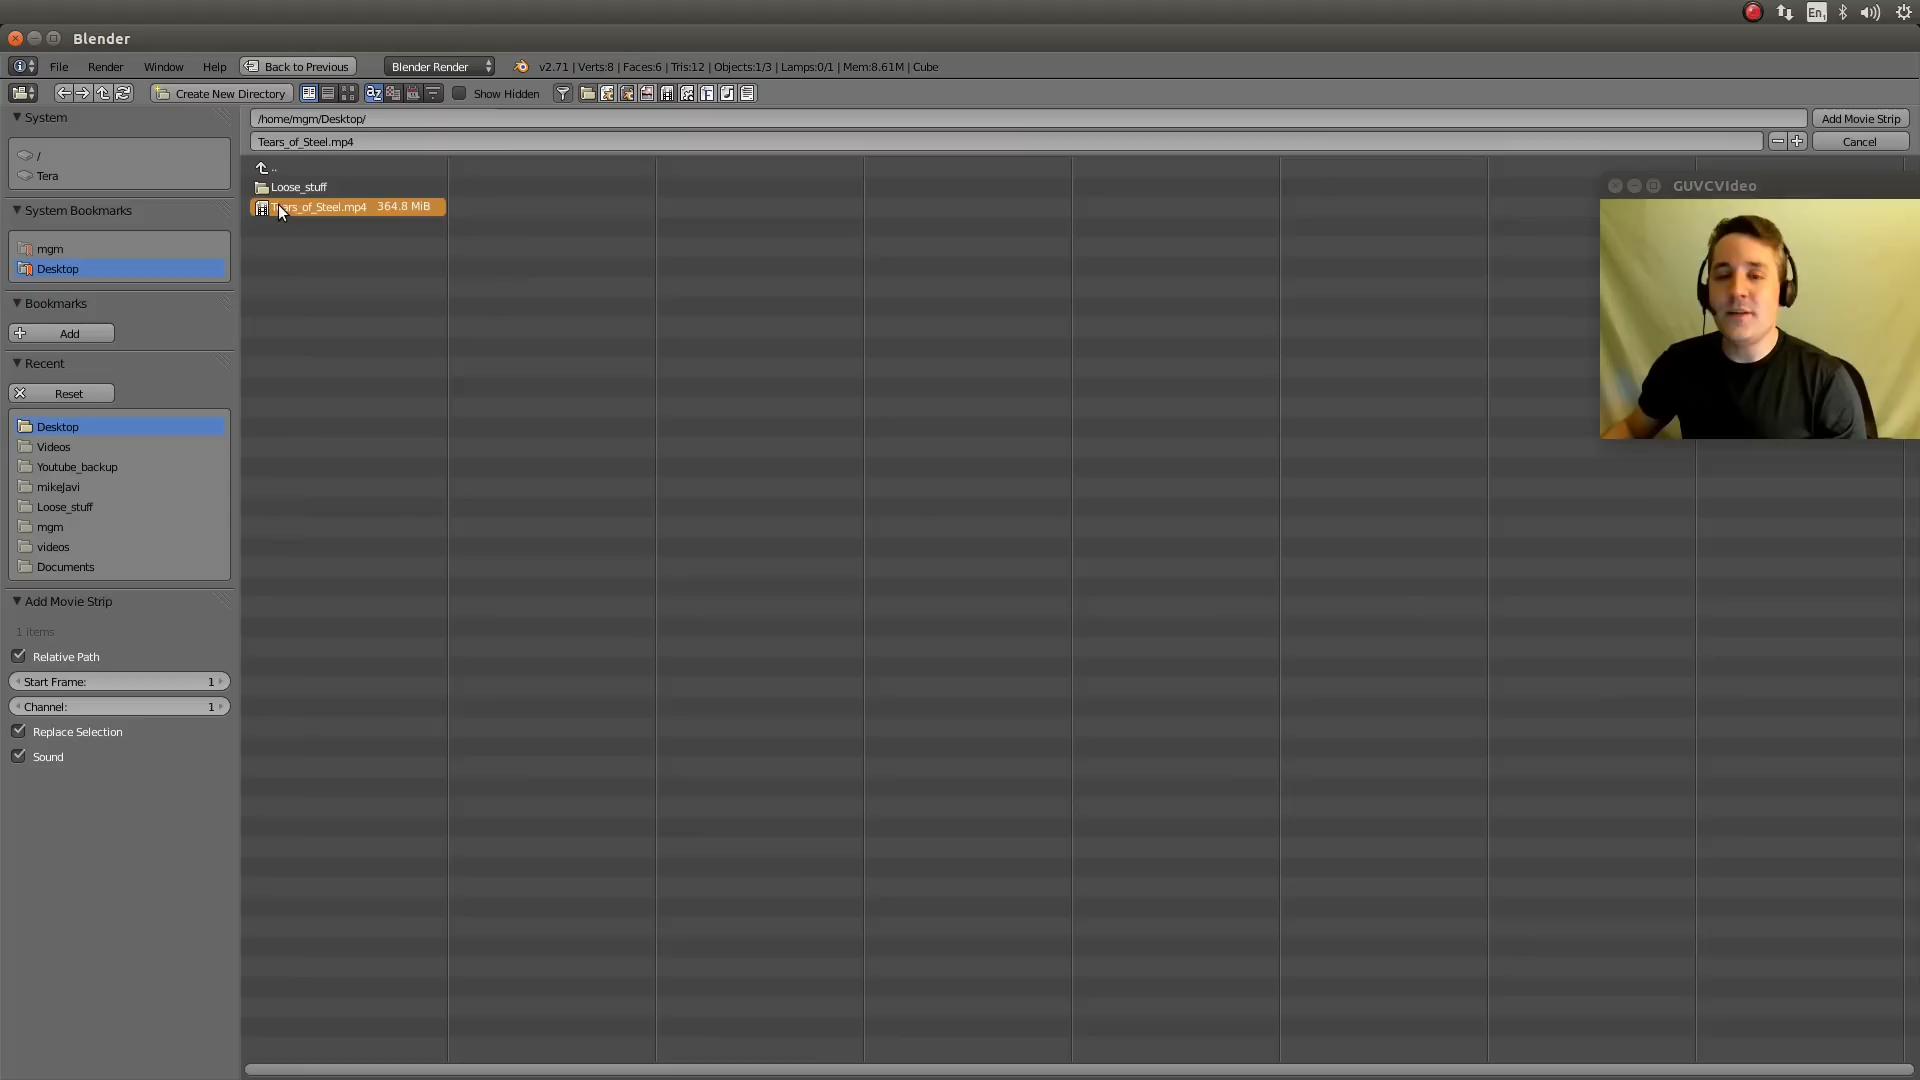 En1
Blender
File Render Window Help Back to Previous Blender Render v2.71 | Verts:8 | Faces:6 | Tris:12 | Objects:1/3 | Lamps:0/1 | Mem:8.61M | Cube
Create New Directory Show Hidden
System
/
Tera
System Bookmarks
mgm
Desktop
Bookmarks
Add
Recent
Reset
Desktop
Videos
Youtube_backup
mikeJavi
Loose_stuff
mgm
videos
Documents
Add Movie Strip
1 items
Relative Path
Start Frame: 1
Channel: 1
Replace Selection
Sound
/home/mgm/Desktop/ Add Movie Strip
Tears_of_Steel.mp4 Cancel
..
Loose_stuff
Tears_of_Steel.mp4 364.8 MiB
GUVCVIdeo